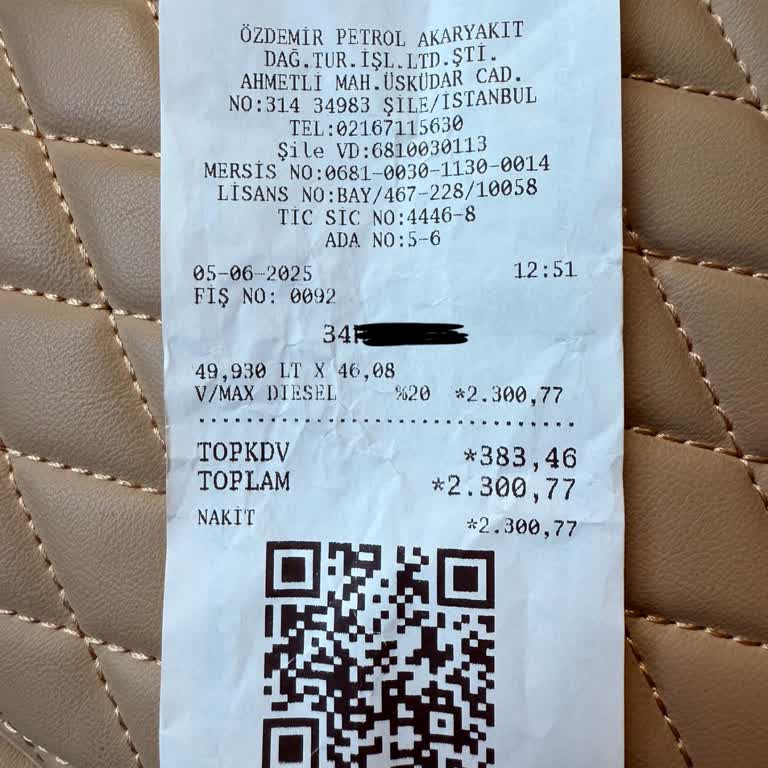 ÖZDEMİR PETROL AKARYAKIT
DAĞ.TUR.İŞL.LTD.ŞTİ.
AHMETLİ MAH.ÜSKÜDAR CAD.
NO:314 34983 ŞİLE/İSTANBUL
TEL:02167115630
Şile VD:6810030113
MERSİS NO:0681-0030-1130-0014
LİSANS NO:BAY/467-228/10058
TİC SİC NO:4446-8
ADA NO:5-6
05-06-2025 12:51
FİŞ NO: 0092
34
49,930 LT X 46,08
V/MAX DIESEL %20 *2.300,77
TOPKDV *383,46
TOPLAM *2.300,77
NAKİT *2.300,77